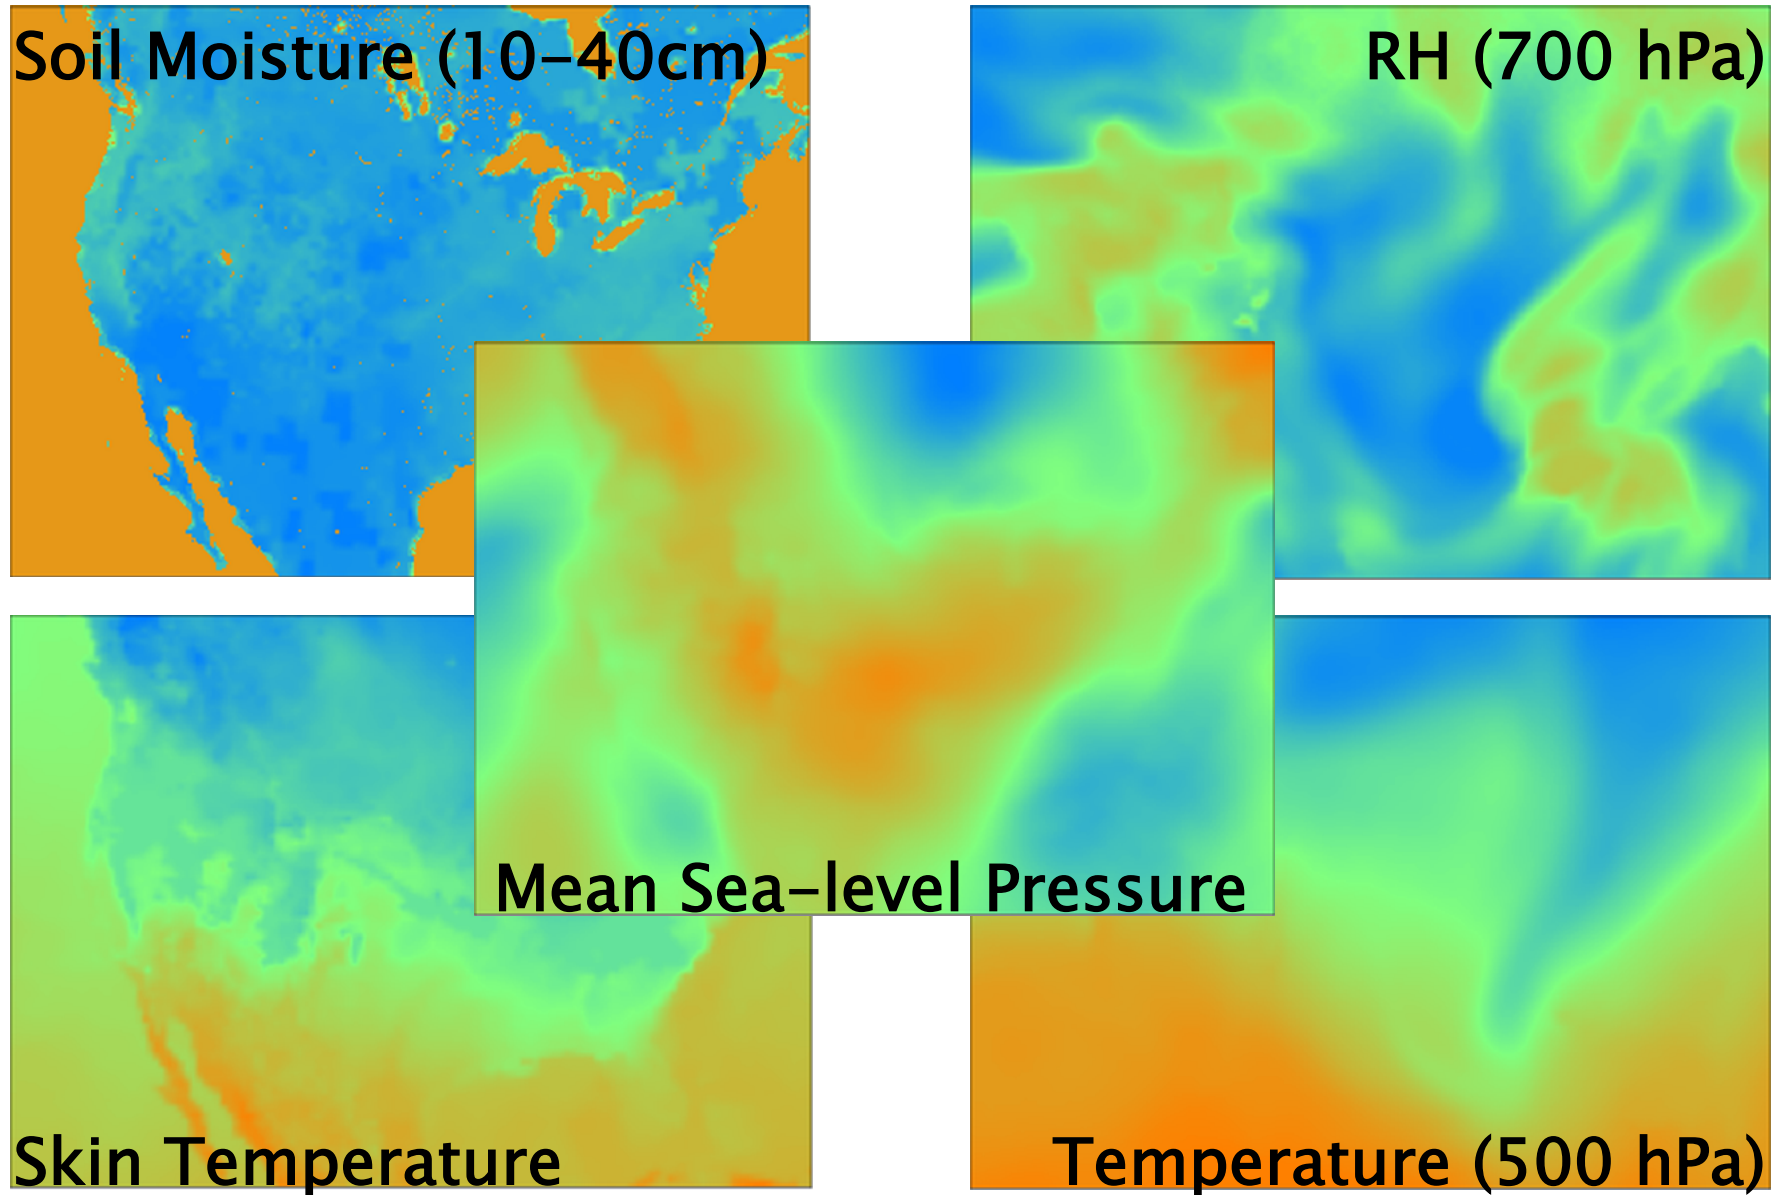 Soil Moisture (10-40cm)
RH (700 hPa)
Mean Sea-level Pressure
Skin Temperature
Temperature (500 hPa)